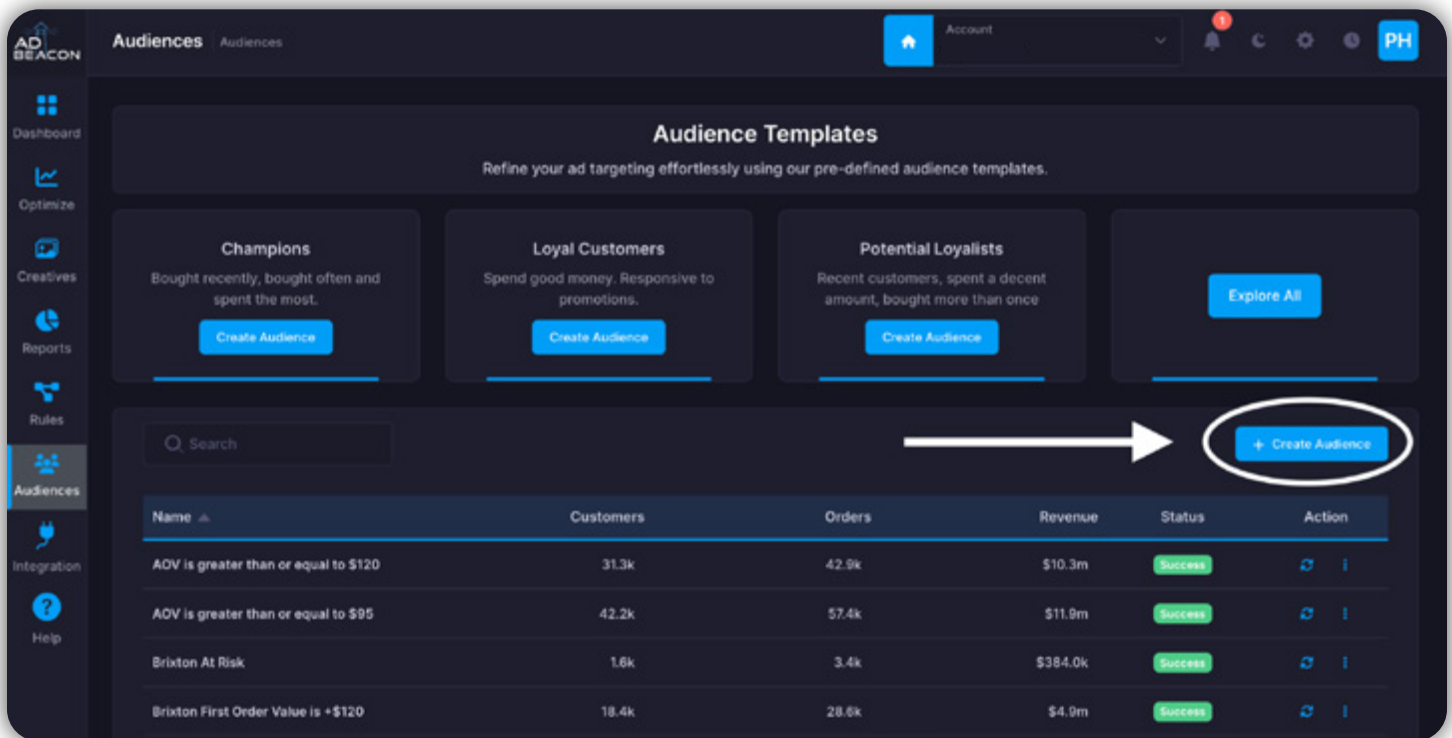 AD
BEACON
Audiences Audiences
Account
1
PH
Dashboard
Optimize
Creatives
Reports
Rules
Audiences
Integration
?
Help
Audience Templates
Refine your ad targeting effortlessly using our pre-defined audience templates.
Champions
Bought recently, bought often and
spent the most.
Create Audience
Loyal Customers
Spend good money. Responsive to
promotions.
Create Audience
Potential Loyalists
Recent customers, spent a decent
amount, bought more than once
Create Audience
Explore All
Search
+ Create Audience
Name Customers Orders Revenue Status Action
AOV is greater than or equal to $120 31.3k 42.9k $10.3m Success
AOV is greater than or equal to $95 42.2k 57.4k $11.9m Success
Brixton At Risk 1.6k 3.4k $384.0k Success
Brixton First Order Value is +$120 18.4k 28.6k $4.9m Success